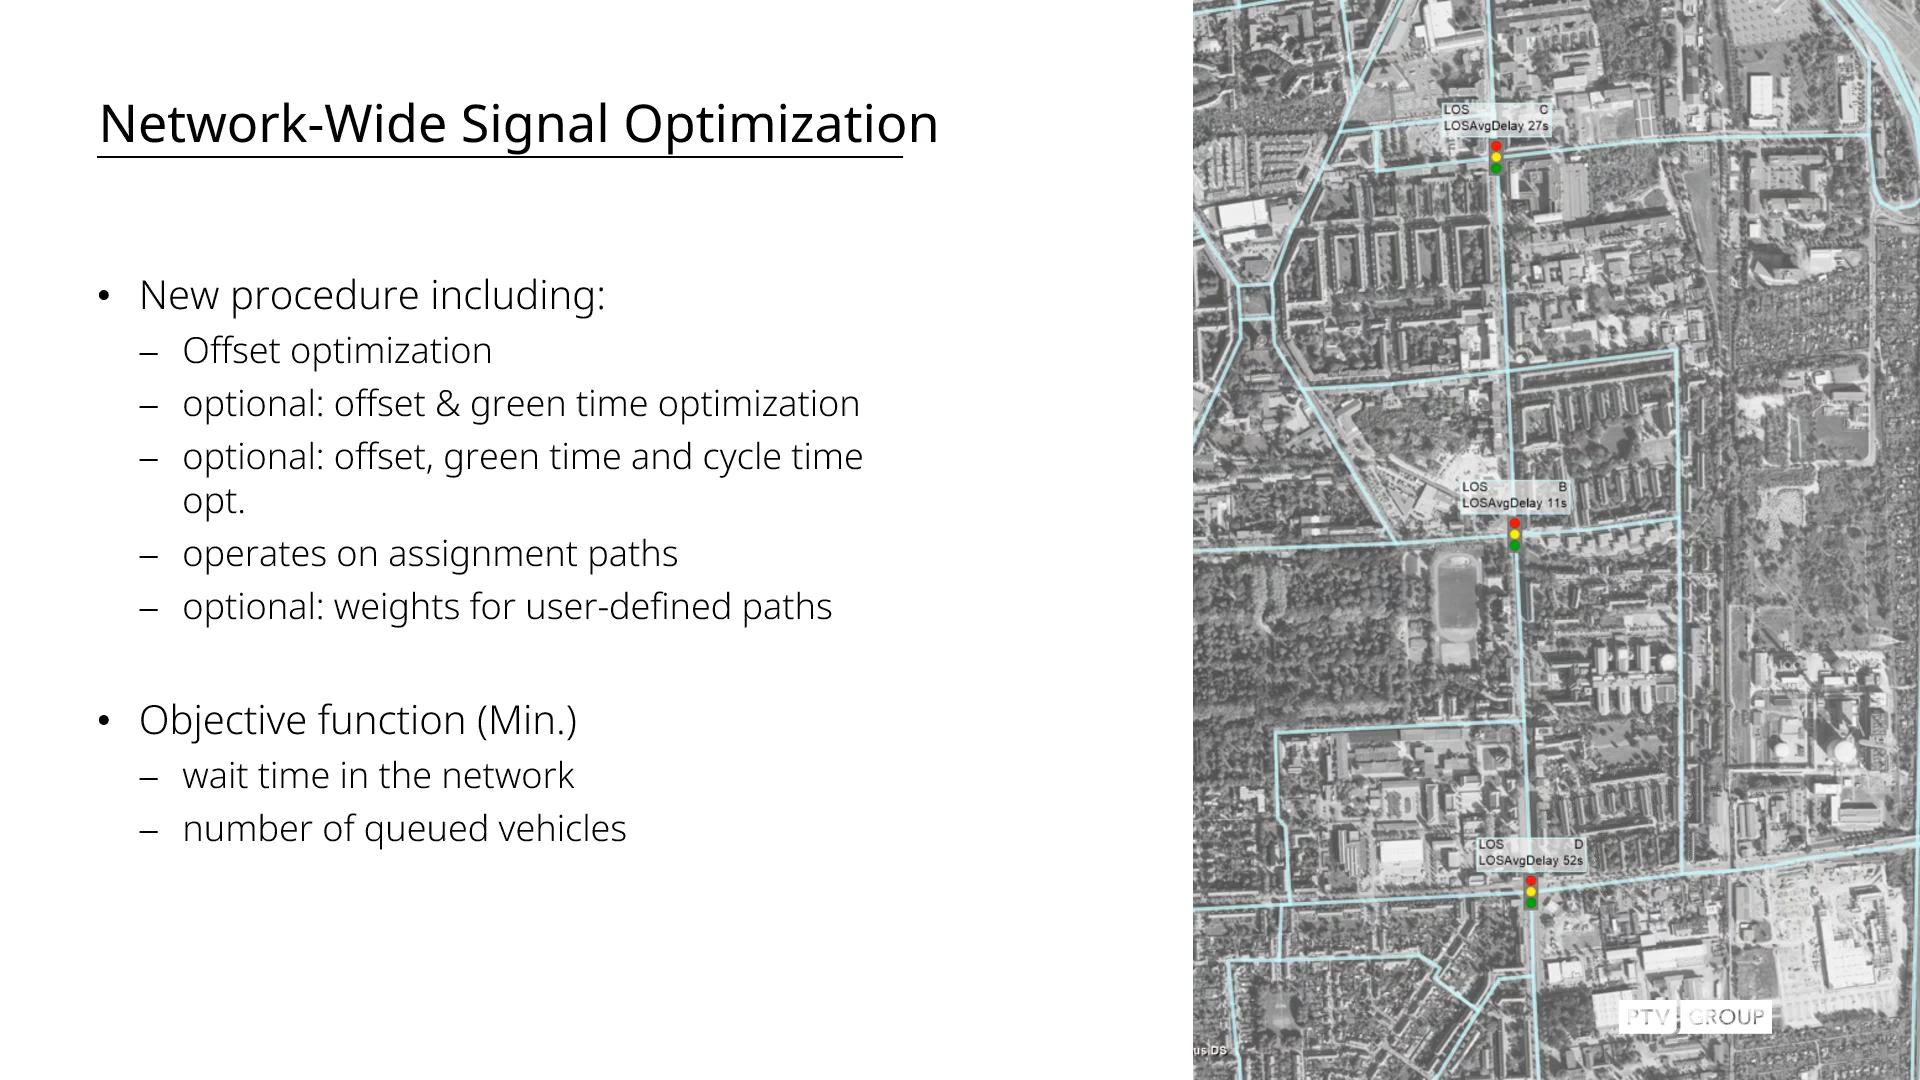 Network-Wide Signal Optimization
• New procedure including:
– Offset optimization
– optional: offset & green time optimization
– optional: offset, green time and cycle time
opt.
– operates on assignment paths
– optional: weights for user-defined paths
• Objective function (Min.)
– wait time in the network
– number of queued vehicles
LOS C
LOSAvgDelay 27s
LOS B
LOSAvgDelay 11s
LOS D
LOSAvgDelay 52s
PTV GROUP
us DS